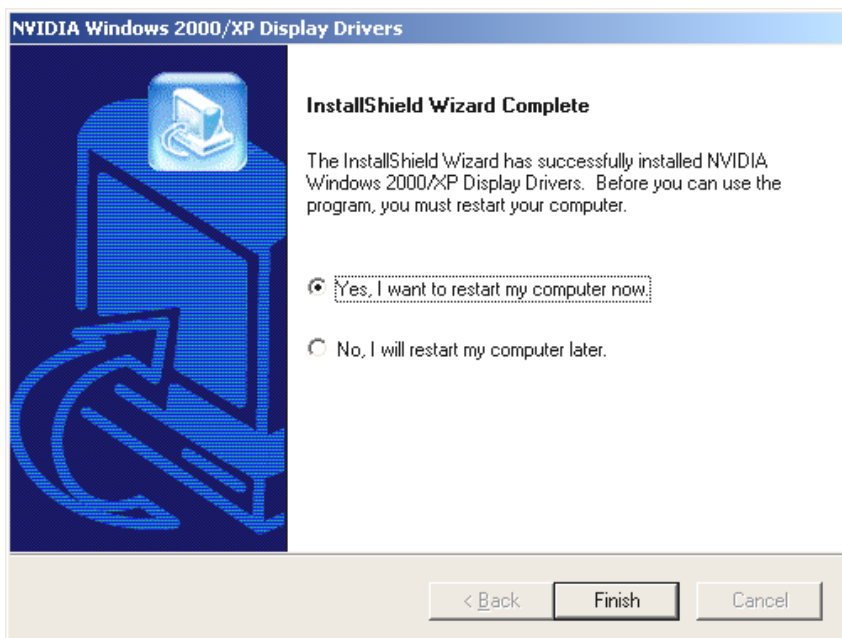 NVIDIA Windows 2000/XP Display Drivers
InstallShield Wizard Complete
The InstallShield Wizard has successfully installed NVIDIA
Windows 2000/XP Display Drivers.  Before you can use the
program, you must restart your computer.
Yes, I want to restart my computer now.
No, I will restart my computer later.
< Back
Finish
Cancel